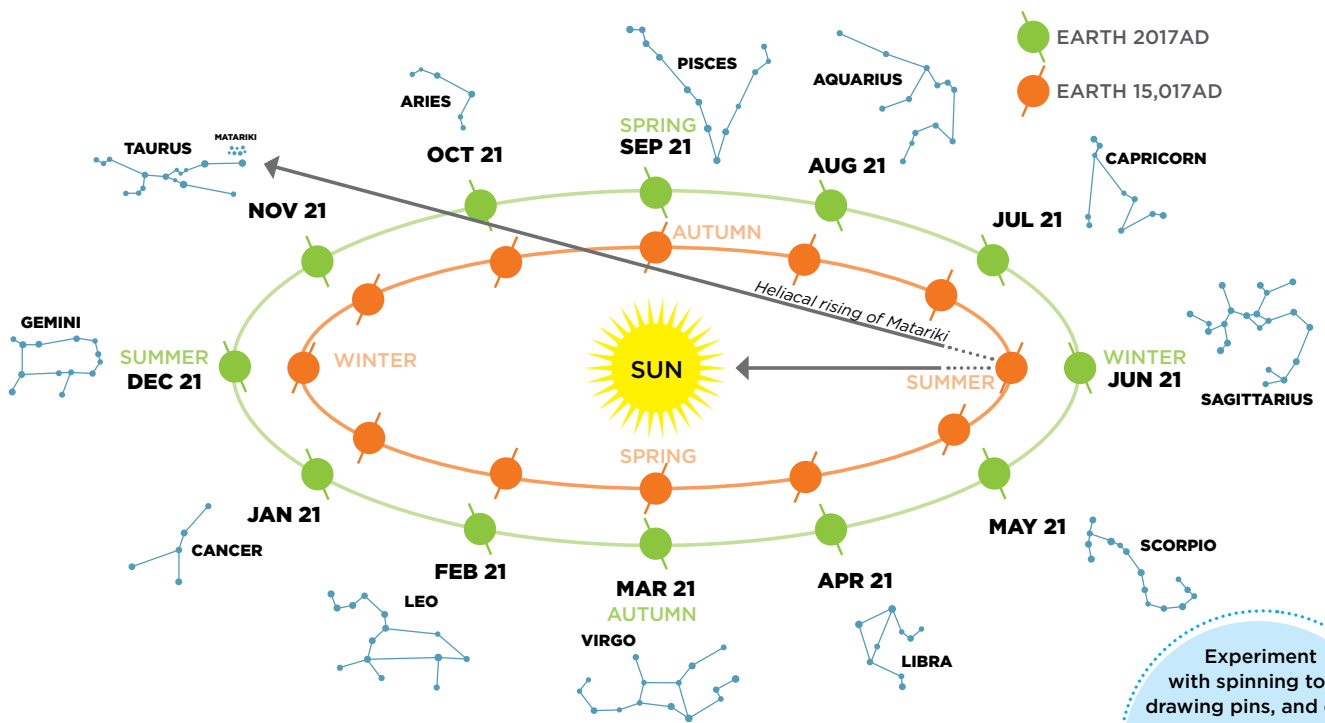 EARTH 2017AD
EARTH 15,017AD
PISCES
AQUARIUS
ARIES
SPRING
SEP 21
MATARIKI
TAURUS
OCT 21
AUG 21
CAPRICORN
NOV 21
JUL 21
AUTUMN
Heliacal rising of Matariki
GEMINI
SUMMER
DEC 21
WINTER
SUN
SUMMER
WINTER
JUN 21
SAGITTARIUS
SPRING
JAN 21
MAY 21
CANCER
SCORPIO
FEB 21
MAR 21
APR 21
LEO
AUTUMN
VIRGO
LIBRA
Experiment
with spinning to
drawing pins, and